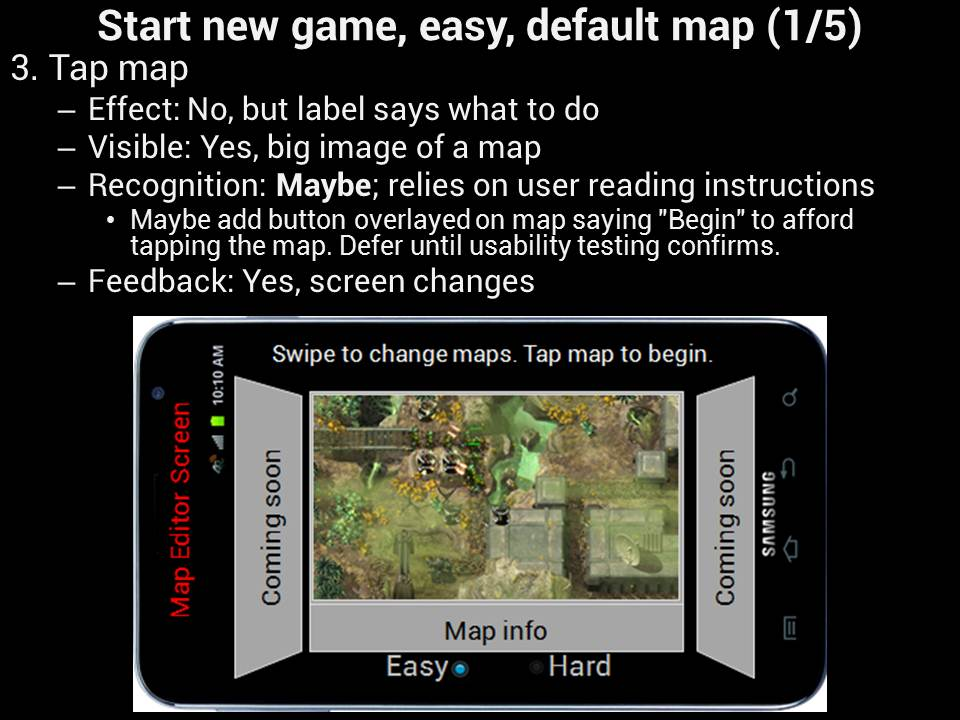 Start new game, easy, default map (1/5)
3. Tap map
– Effect: No, but label says what to do
– Visible: Yes, big image of a map
– Recognition: Maybe; relies on user reading instructions
• Maybe add button overlayed on map saying "Begin" to afford
tapping the map. Defer until usability testing confirms.
– Feedback: Yes, screen changes
Swipe to change maps. Tap map to begin.
10:10 AM
Map Editor Screen
Coming soon
Coming soon
SAMSUNG
Map info
Easy
Hard